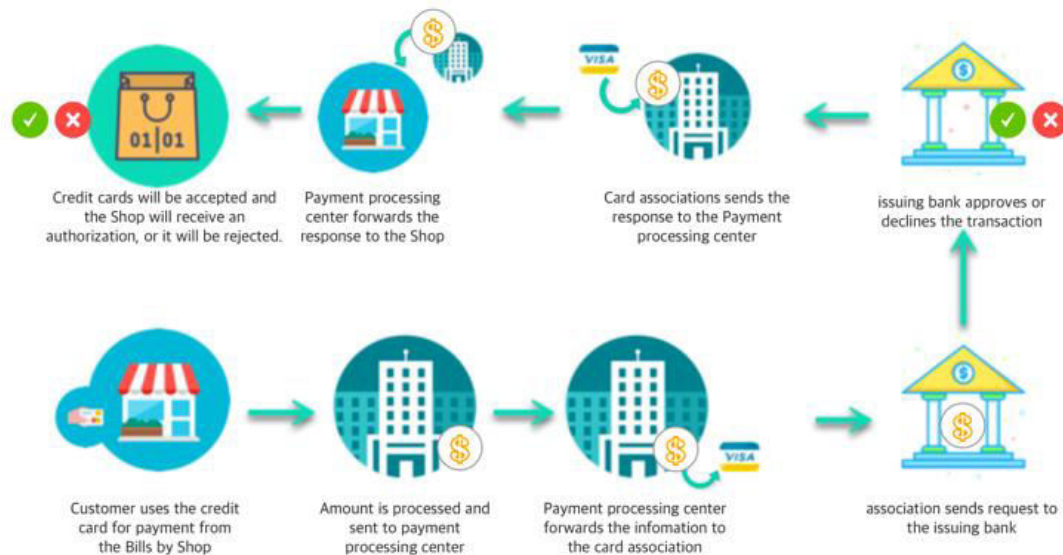 01|01
VISA
Credit cards will be accepted and
the Shop will receive an
authorization, or it will be rejected.
Payment processing
center forwards the
response to the Shop
Card associations sends the
response to the Payment
processing center
issuing bank approves or
declines the transaction
VISA
Customer uses the credit
card for payment from
the Bills by Shop
Amount is processed and
sent to payment
processing center
Payment processing center
forwards the infomation to
the card association
association sends request to
the issuing bank